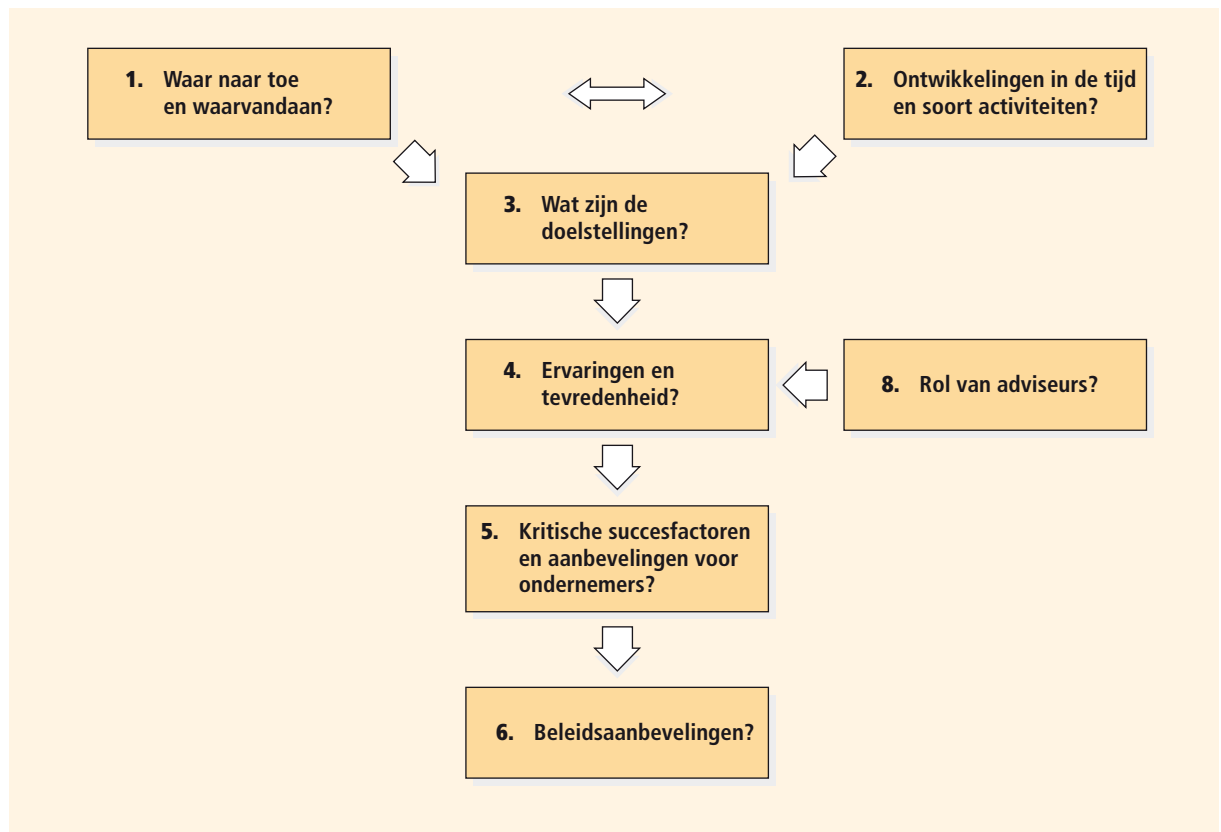 1. Waar naar toe
en waarvandaan?
2. Ontwikkelingen in de tijd
en soort activiteiten?
3. Wat zijn de
doelstellingen?
4. Ervaringen en
tevredenheid?
8. Rol van adviseurs?
5. Kritische succesfactoren
en aanbevelingen voor
ondernemers?
6. Beleidsaanbevelingen?